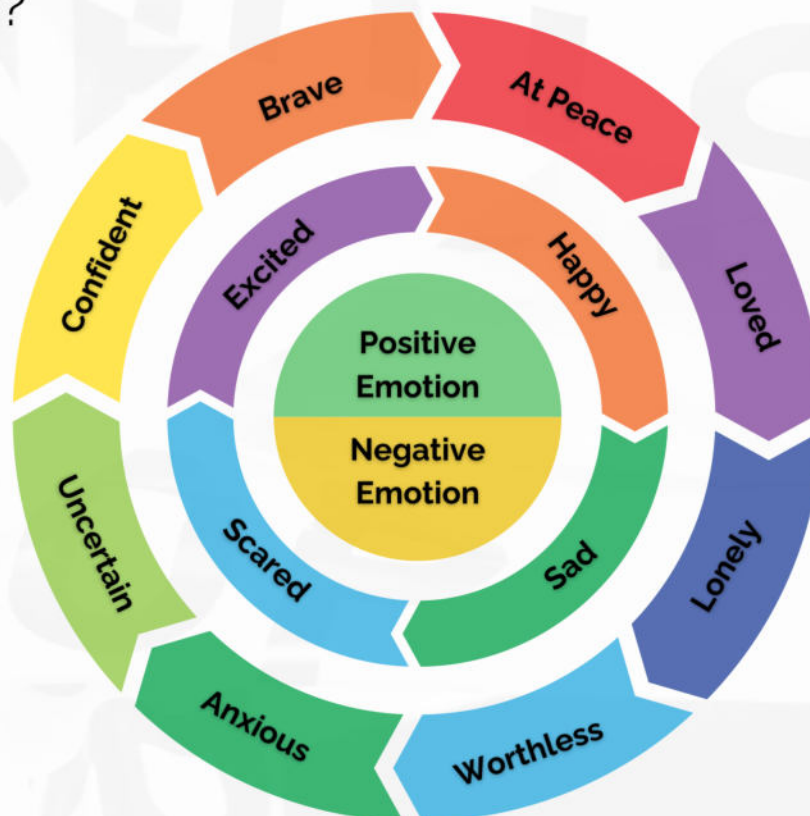 ?
Brave
At Peace
Confident
Excited
Happy
Loved
Positive
Emotion
Negative
Emotion
Uncertain
Scared
Sad
Lonely
Anxious
Worthless